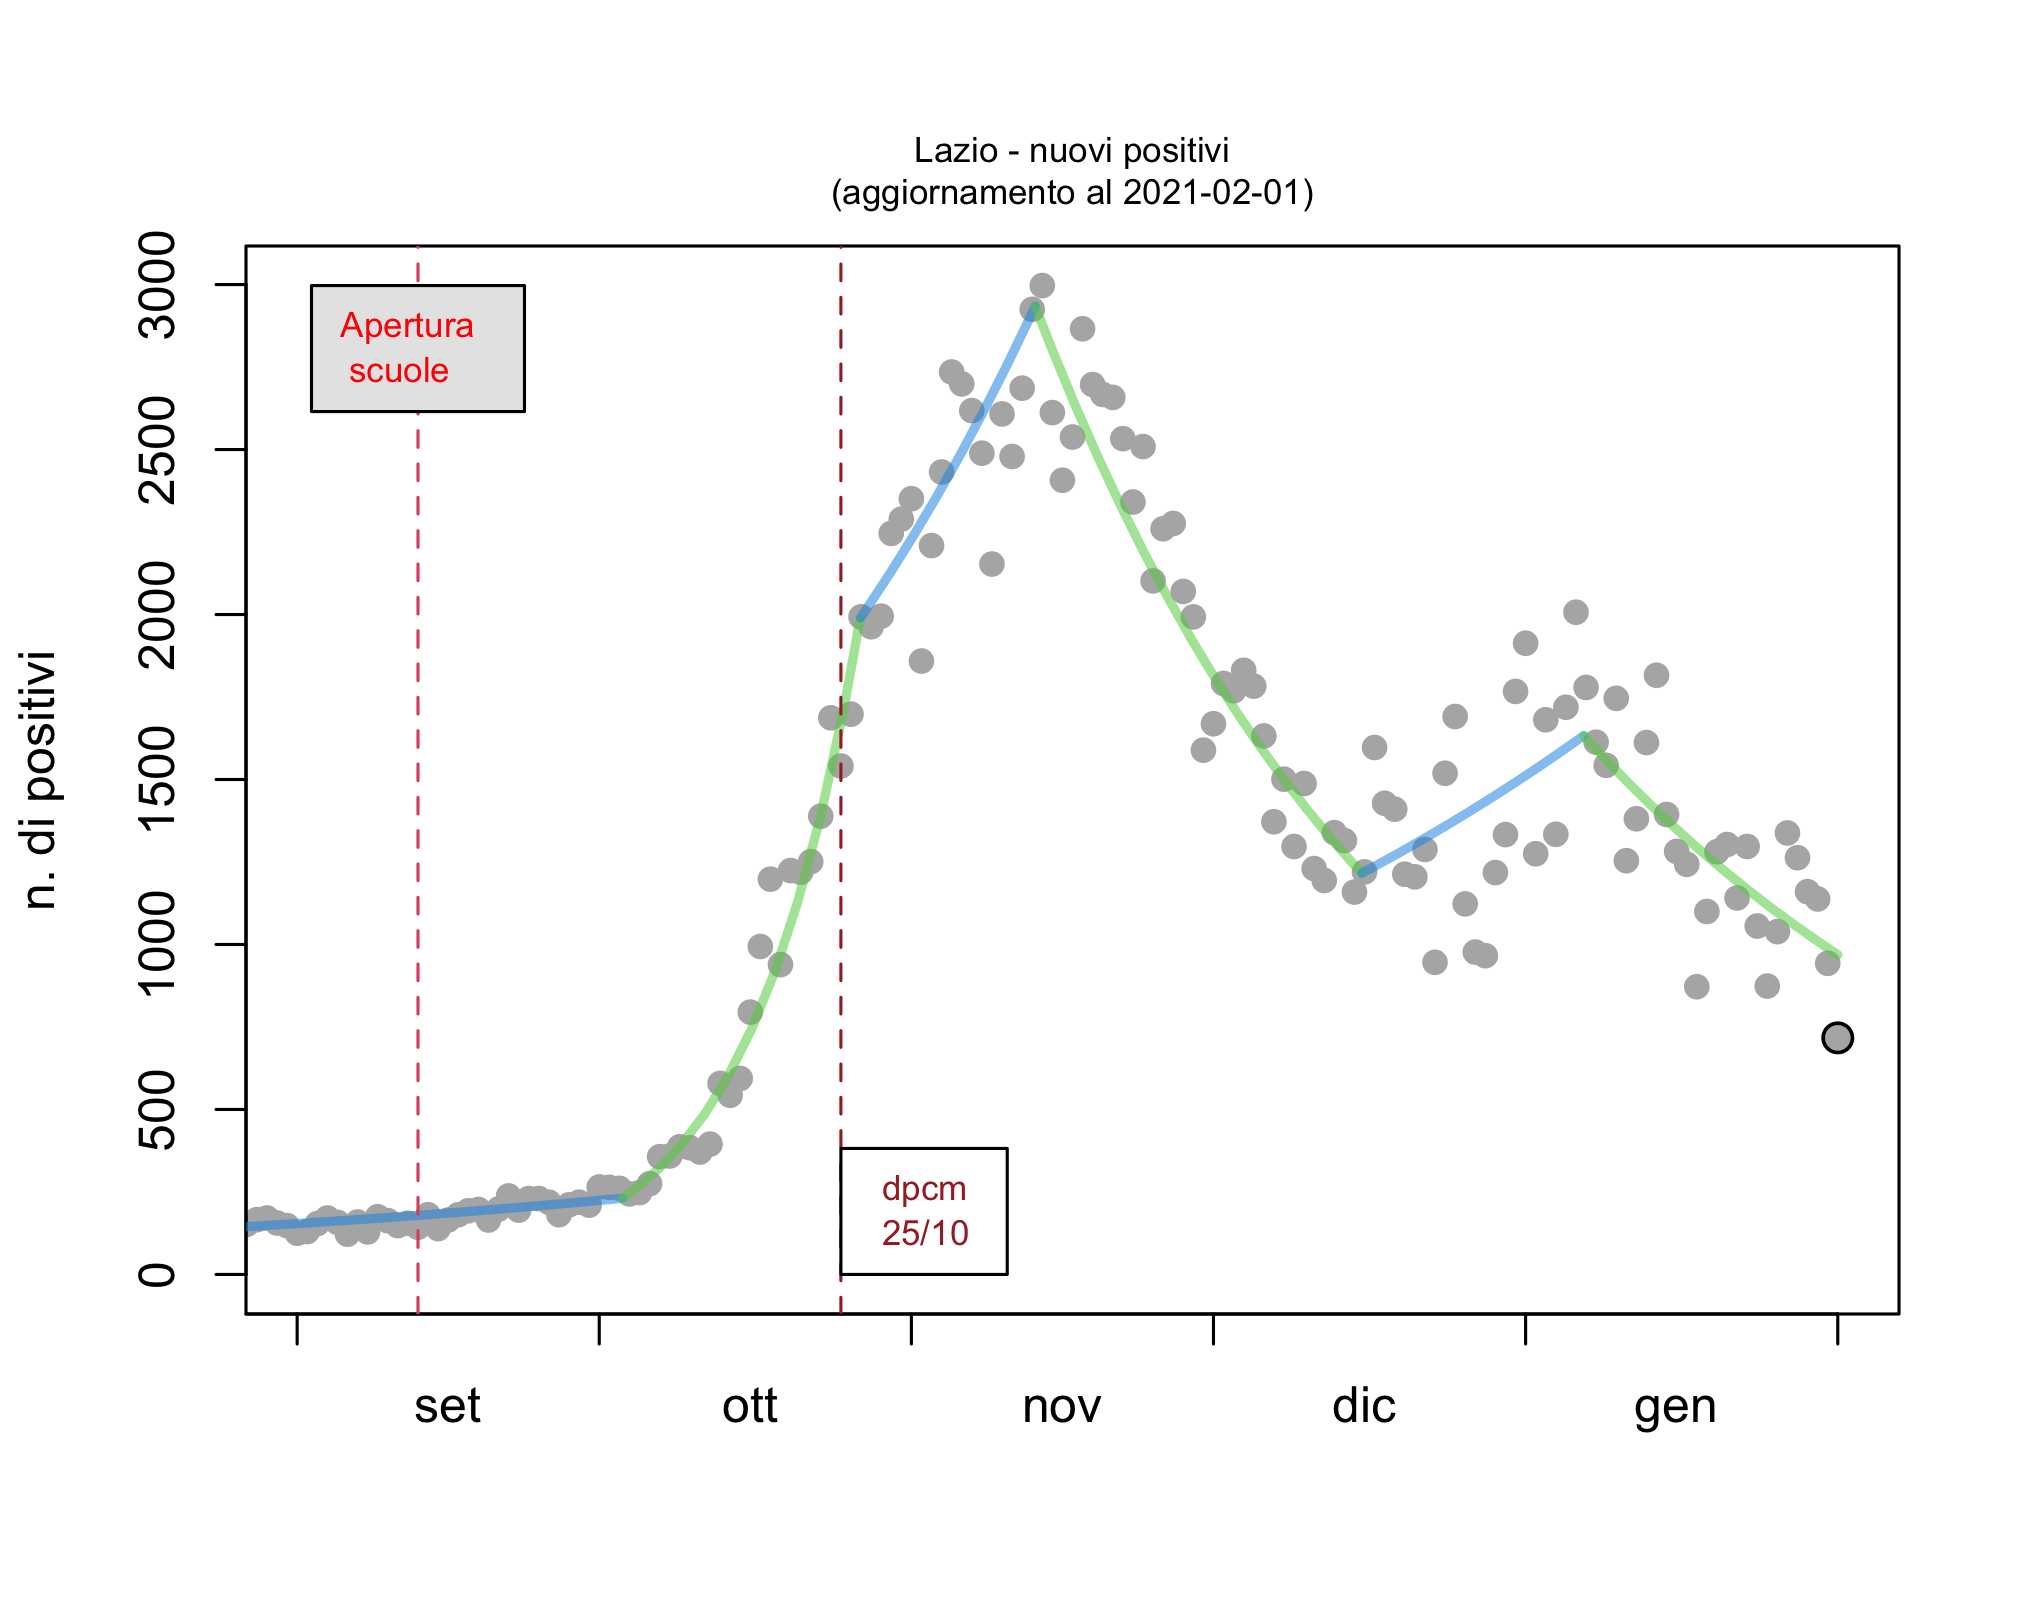 Lazio - nuovi positivi
(aggiornamento al 2021-02-01)
n. di positivi
3000
2500
2000
1500
1000
500
0
Apertura
scuole
dpcm
25/10
set
ott
nov
dic
gen